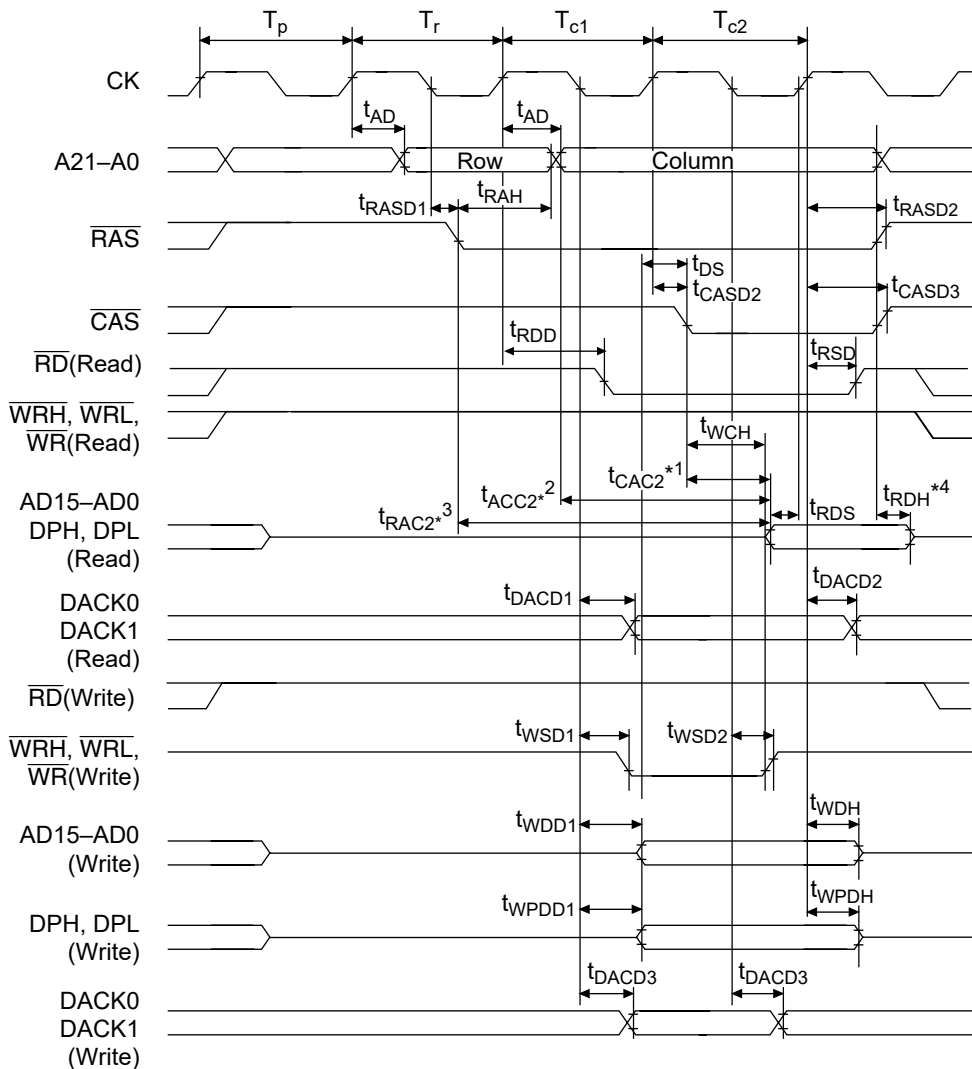 Tp Tr Tc1 Tc2
CK
tAD tAD
A21–A0 Row Column
tRASD1 tRAH tRASD2
RAS
tDS
tCASD2 tCASD3
CAS
tRDD tRSD
RD(Read)
WRH, WRL,
WR(Read)
tWCH
tCAC2*1
AD15–AD0 tACC2*2 tRDH*4
DPH, DPL tRAC2*3 tRDS
(Read)
DACK0 tDACD1 tDACD2
DACK1
(Read)
RD(Write)
WRH, WRL, tWSD1 tWSD2
WR(Write)
AD15–AD0 tWDD1 tWDH
(Write)
DPH, DPL tWPDD1 tWPDH
(Write)
DACK0 tDACD3 tDACD3
DACK1
(Write)